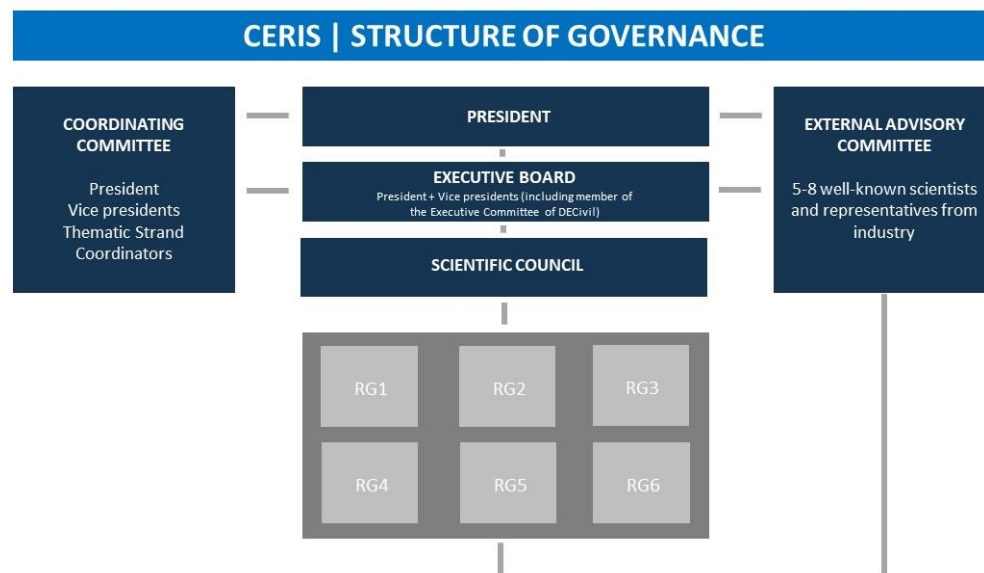 CERIS | STRUCTURE OF GOVERNANCE
COORDINATING
COMMITTEE
President
Vice presidents
Thematic Strand
Coordinators
PRESIDENT
EXECUTIVE BOARD
President + Vice presidents (including member of
the Executive Committee of DECivil)
SCIENTIFIC COUNCIL
EXTERNAL ADVISORY
COMMITTEE
5-8 well-known scientists
and representatives from
industry
RG1
RG2
RG3
RG4
RG5
RG6